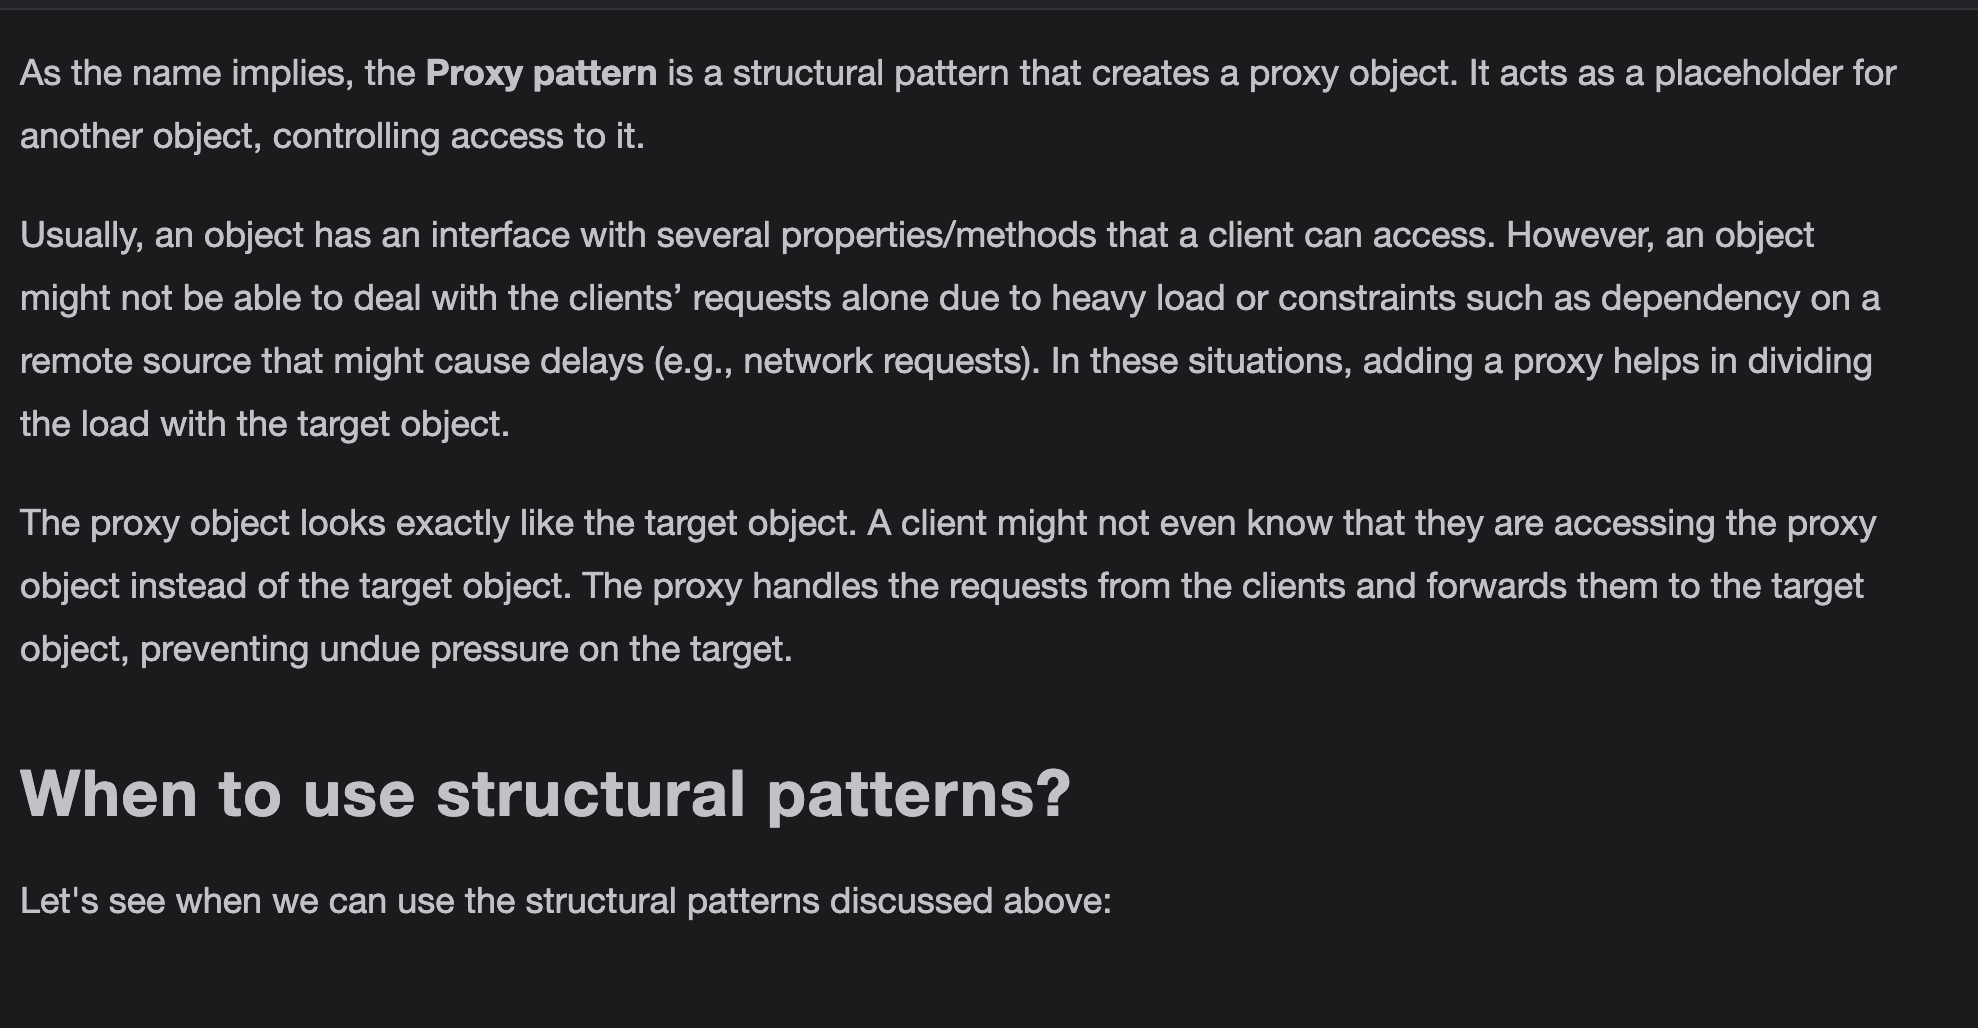 As the name implies, the Proxy pattern is a structural pattern that creates a proxy object. It acts as a placeholder for
another object, controlling access to it.
Usually, an object has an interface with several properties/methods that a client can access. However, an object
might not be able to deal with the clients’ requests alone due to heavy load or constraints such as dependency on a
remote source that might cause delays (e.g., network requests). In these situations, adding a proxy helps in dividing
the load with the target object.
The proxy object looks exactly like the target object. A client might not even know that they are accessing the proxy
object instead of the target object. The proxy handles the requests from the clients and forwards them to the target
object, preventing undue pressure on the target.
When to use structural patterns?
Let's see when we can use the structural patterns discussed above: